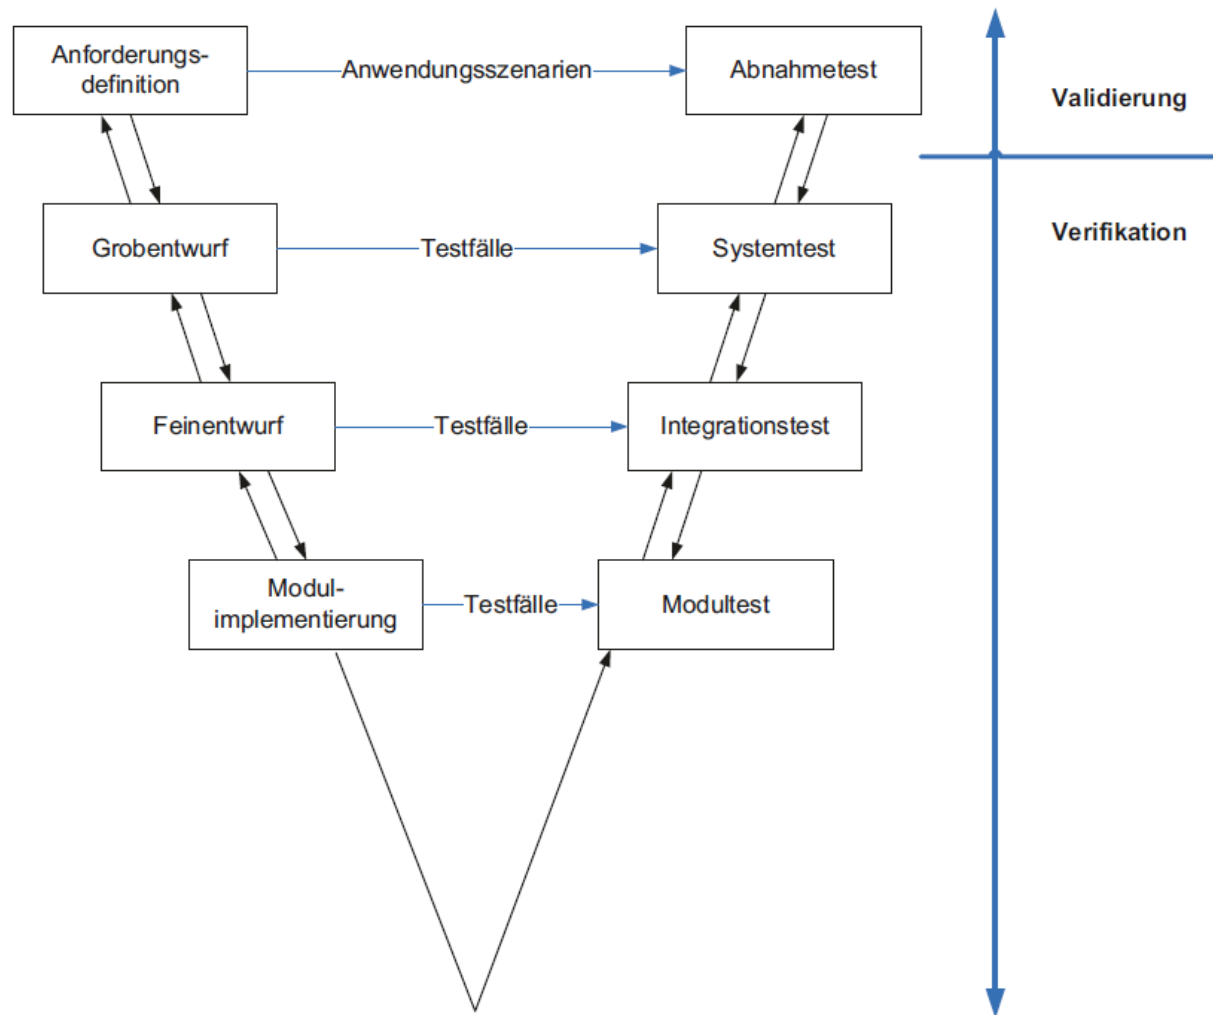 Anforderungs-
definition
Anwendungsszenarien
Abnahmetest
Validierung
Grobentwurf
Testfälle
Systemtest
Verifikation
Feinentwurf
Testfälle
Integrationstest
Modul-
implementierung
Testfälle
Modultest